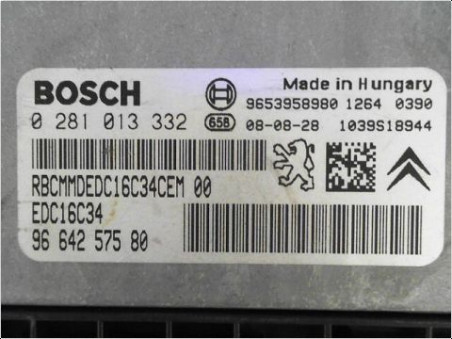 BOSCH
Made in Hungary
9653958980 1264 0390
0 281 013 332 658 08-08-28 1039S18944
RBCMMDEDC16C34CEM 00
EDC16C34
96 642 575 80